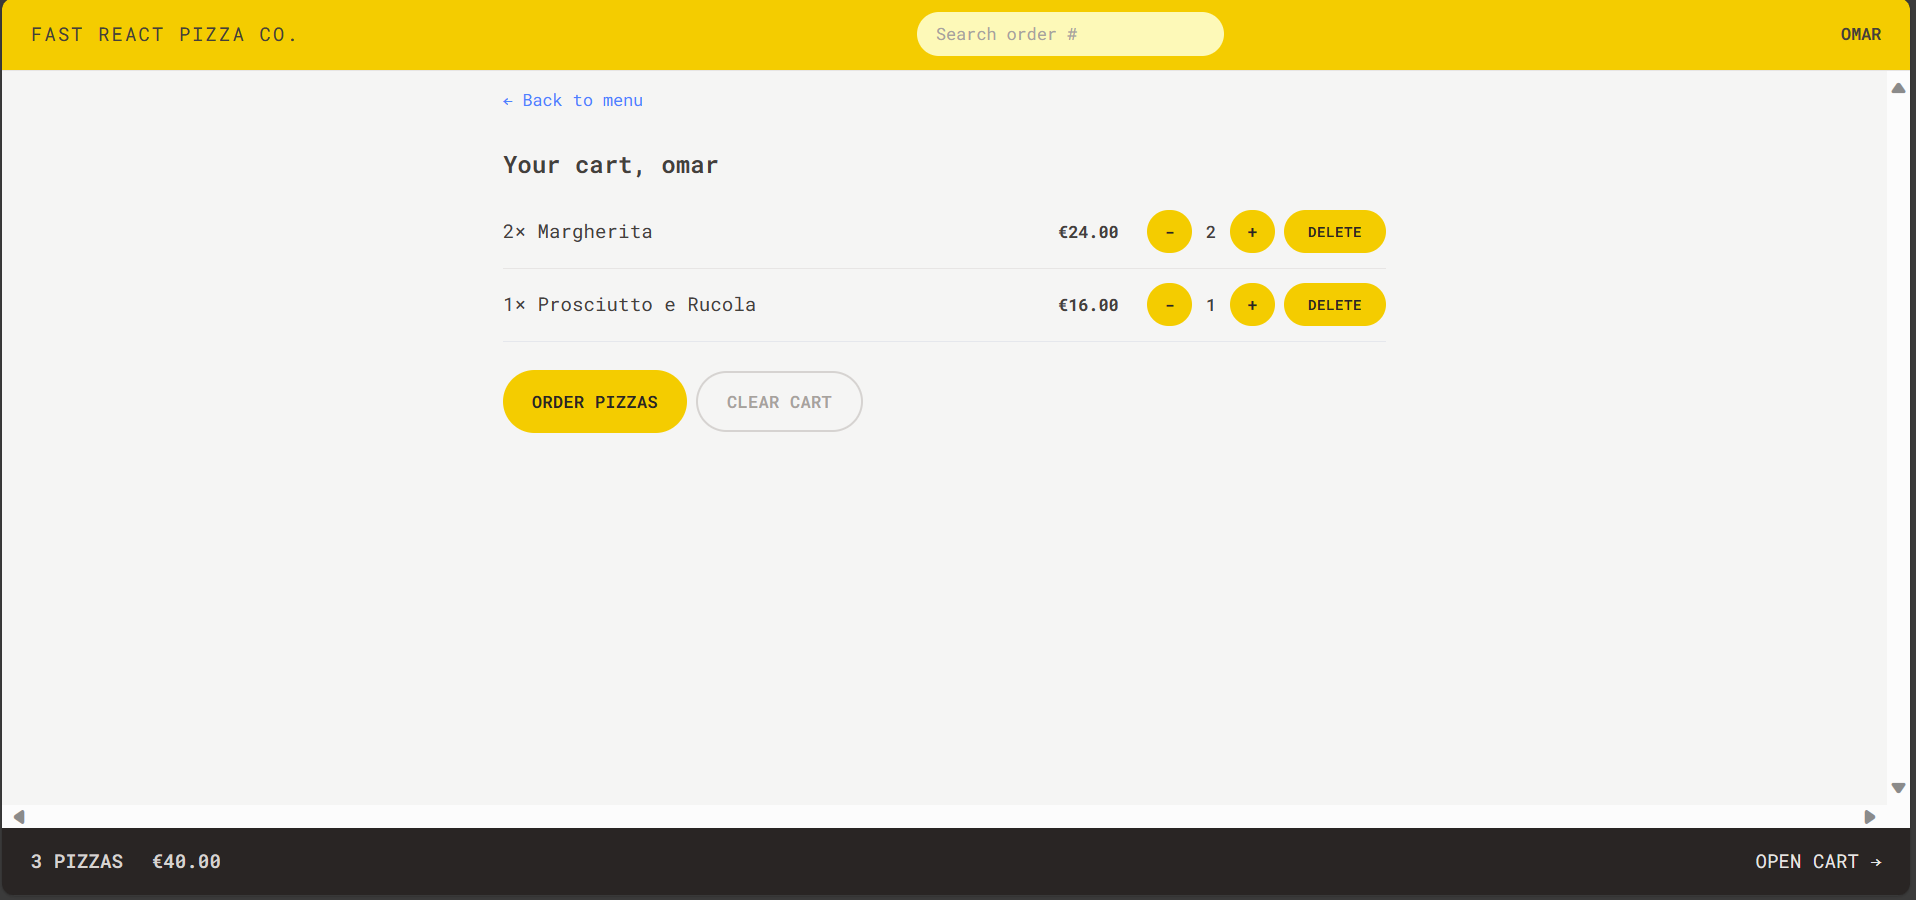 FAST REACT PIZZA CO.
Search order #
OMAR
← Back to menu
Your cart, omar
2× Margherita €24.00 - 2 + DELETE
1× Prosciutto e Rucola €16.00 - 1 + DELETE
ORDER PIZZAS CLEAR CART
3 PIZZAS €40.00 OPEN CART →